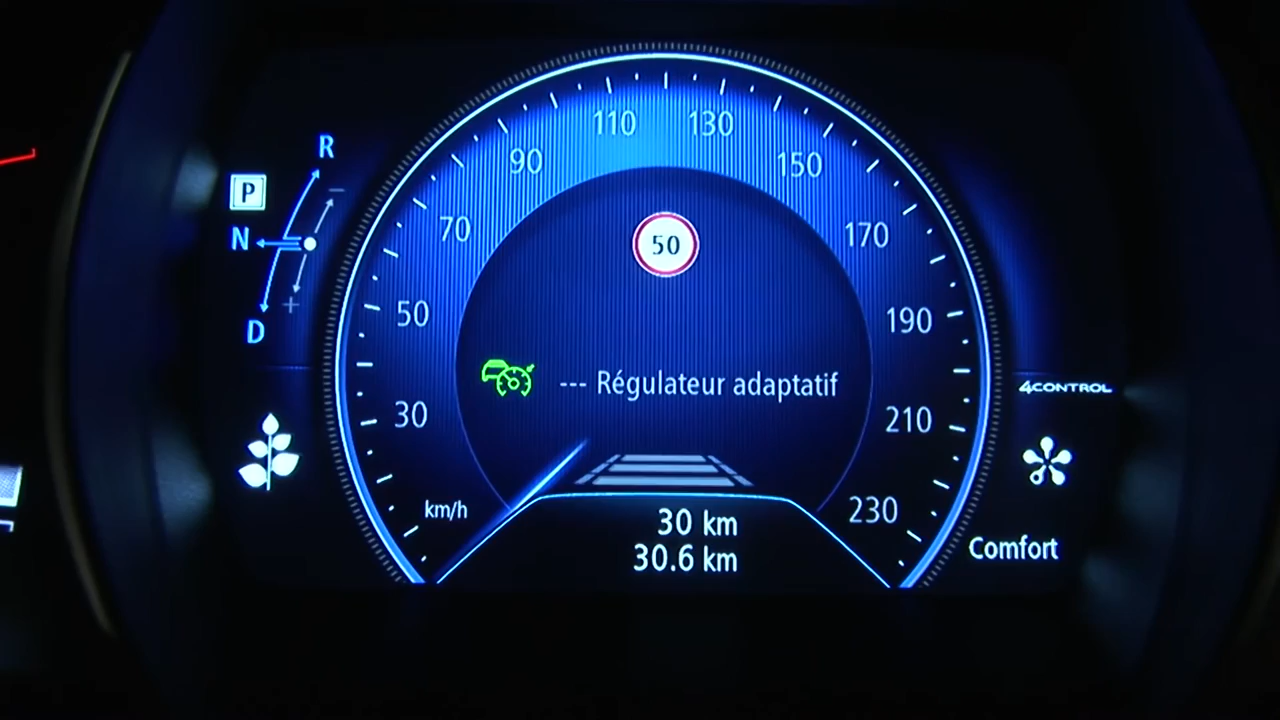 R
P
–
N
+
D
110 130
90 150
70 170
50
50 190
--- Régulateur adaptatif
4CONTROL
30 210
km/h 230
30 km
30.6 km
Comfort